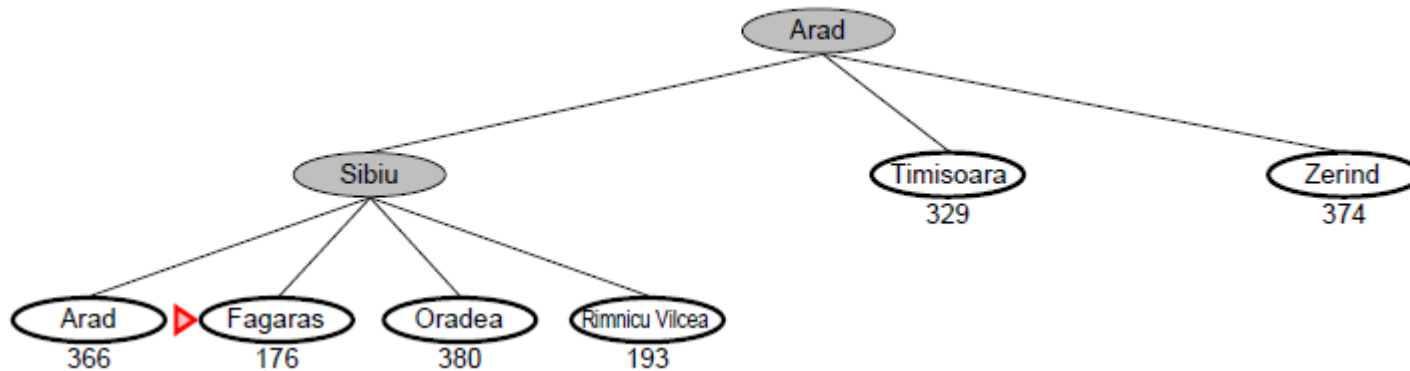 Arad
Sibiu
Timisoara
Zerind
329
374
Arad
Fagaras
Oradea
Rimnicu Vilcea
366
176
380
193